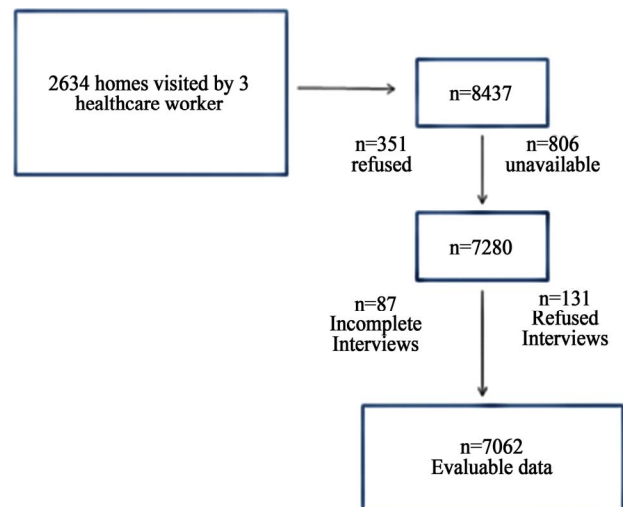 2634 homes visited by 3
healthcare worker
n=8437
n=351
refused
n=806
unavailable
n=7280
n=87
Incomplete
Interviews
n=131
Refused
Interviews
n=7062
Evaluable data